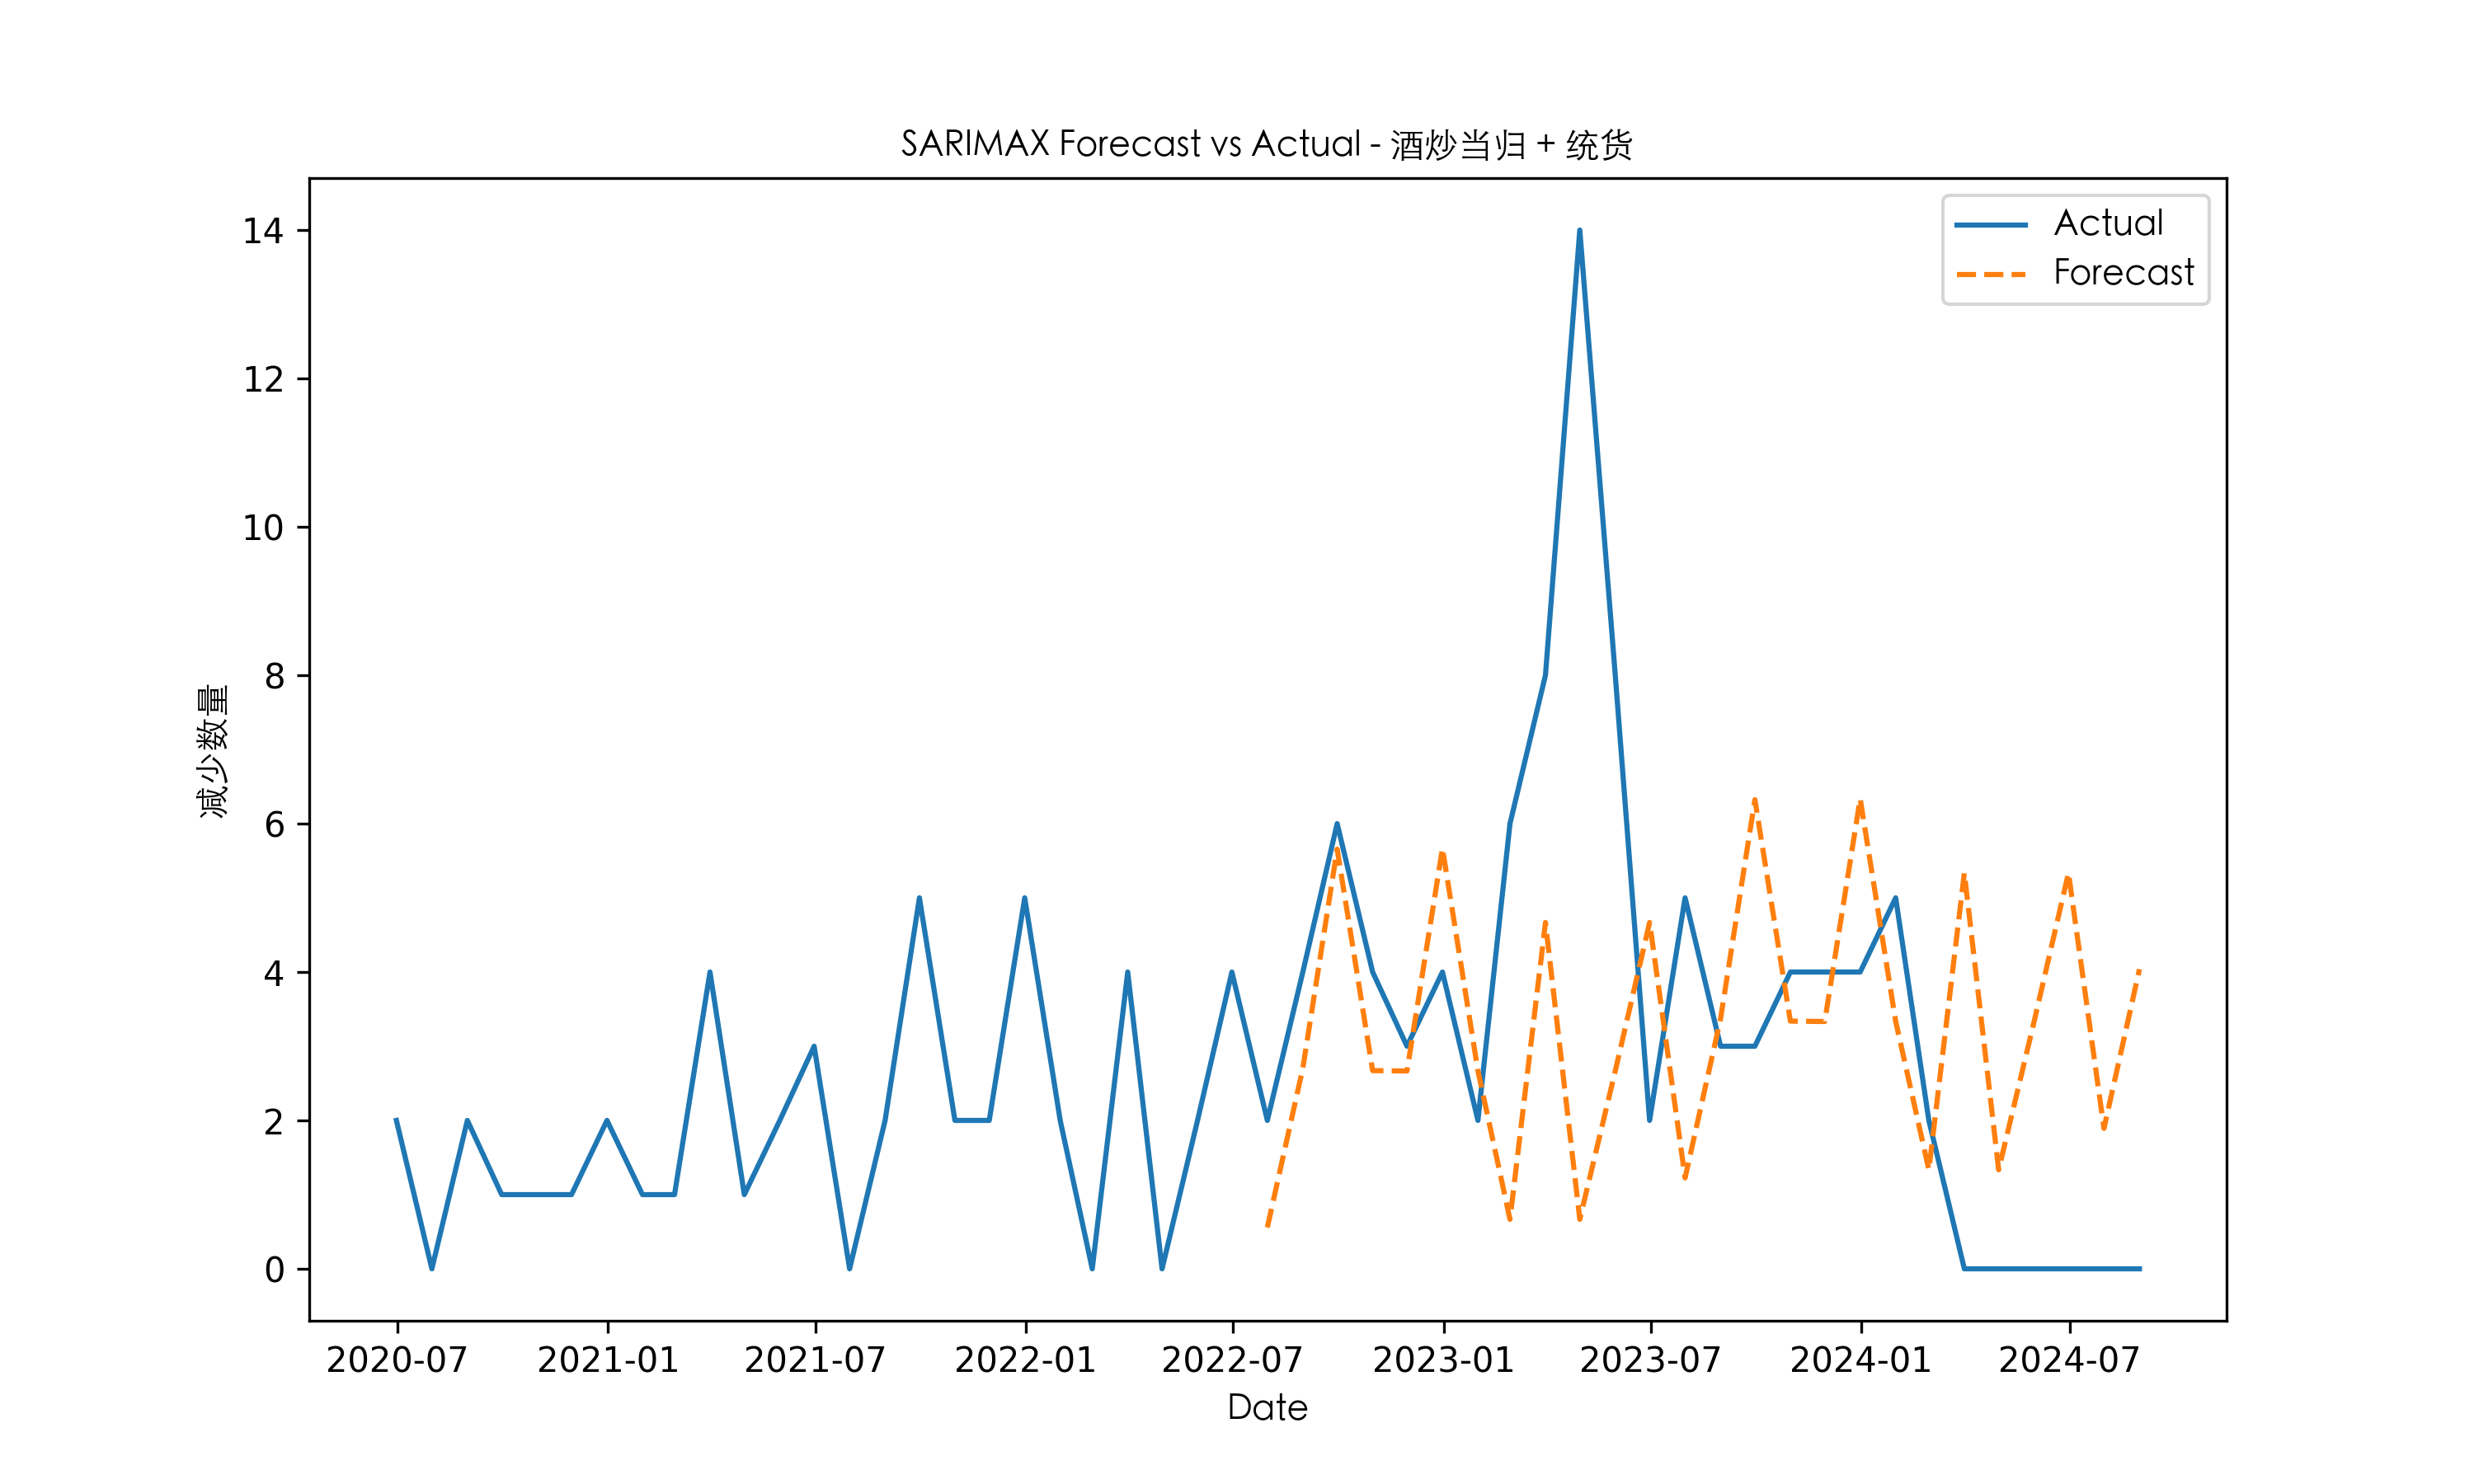 SARIMAX Forecast vs Actual - 酒炒当归 + 统货
Actual
Forecast
14
12
10
8
6
4
2
0
减少数量
2020-07 2021-01 2021-07 2022-01 2022-07 2023-01 2023-07 2024-01 2024-07
Date